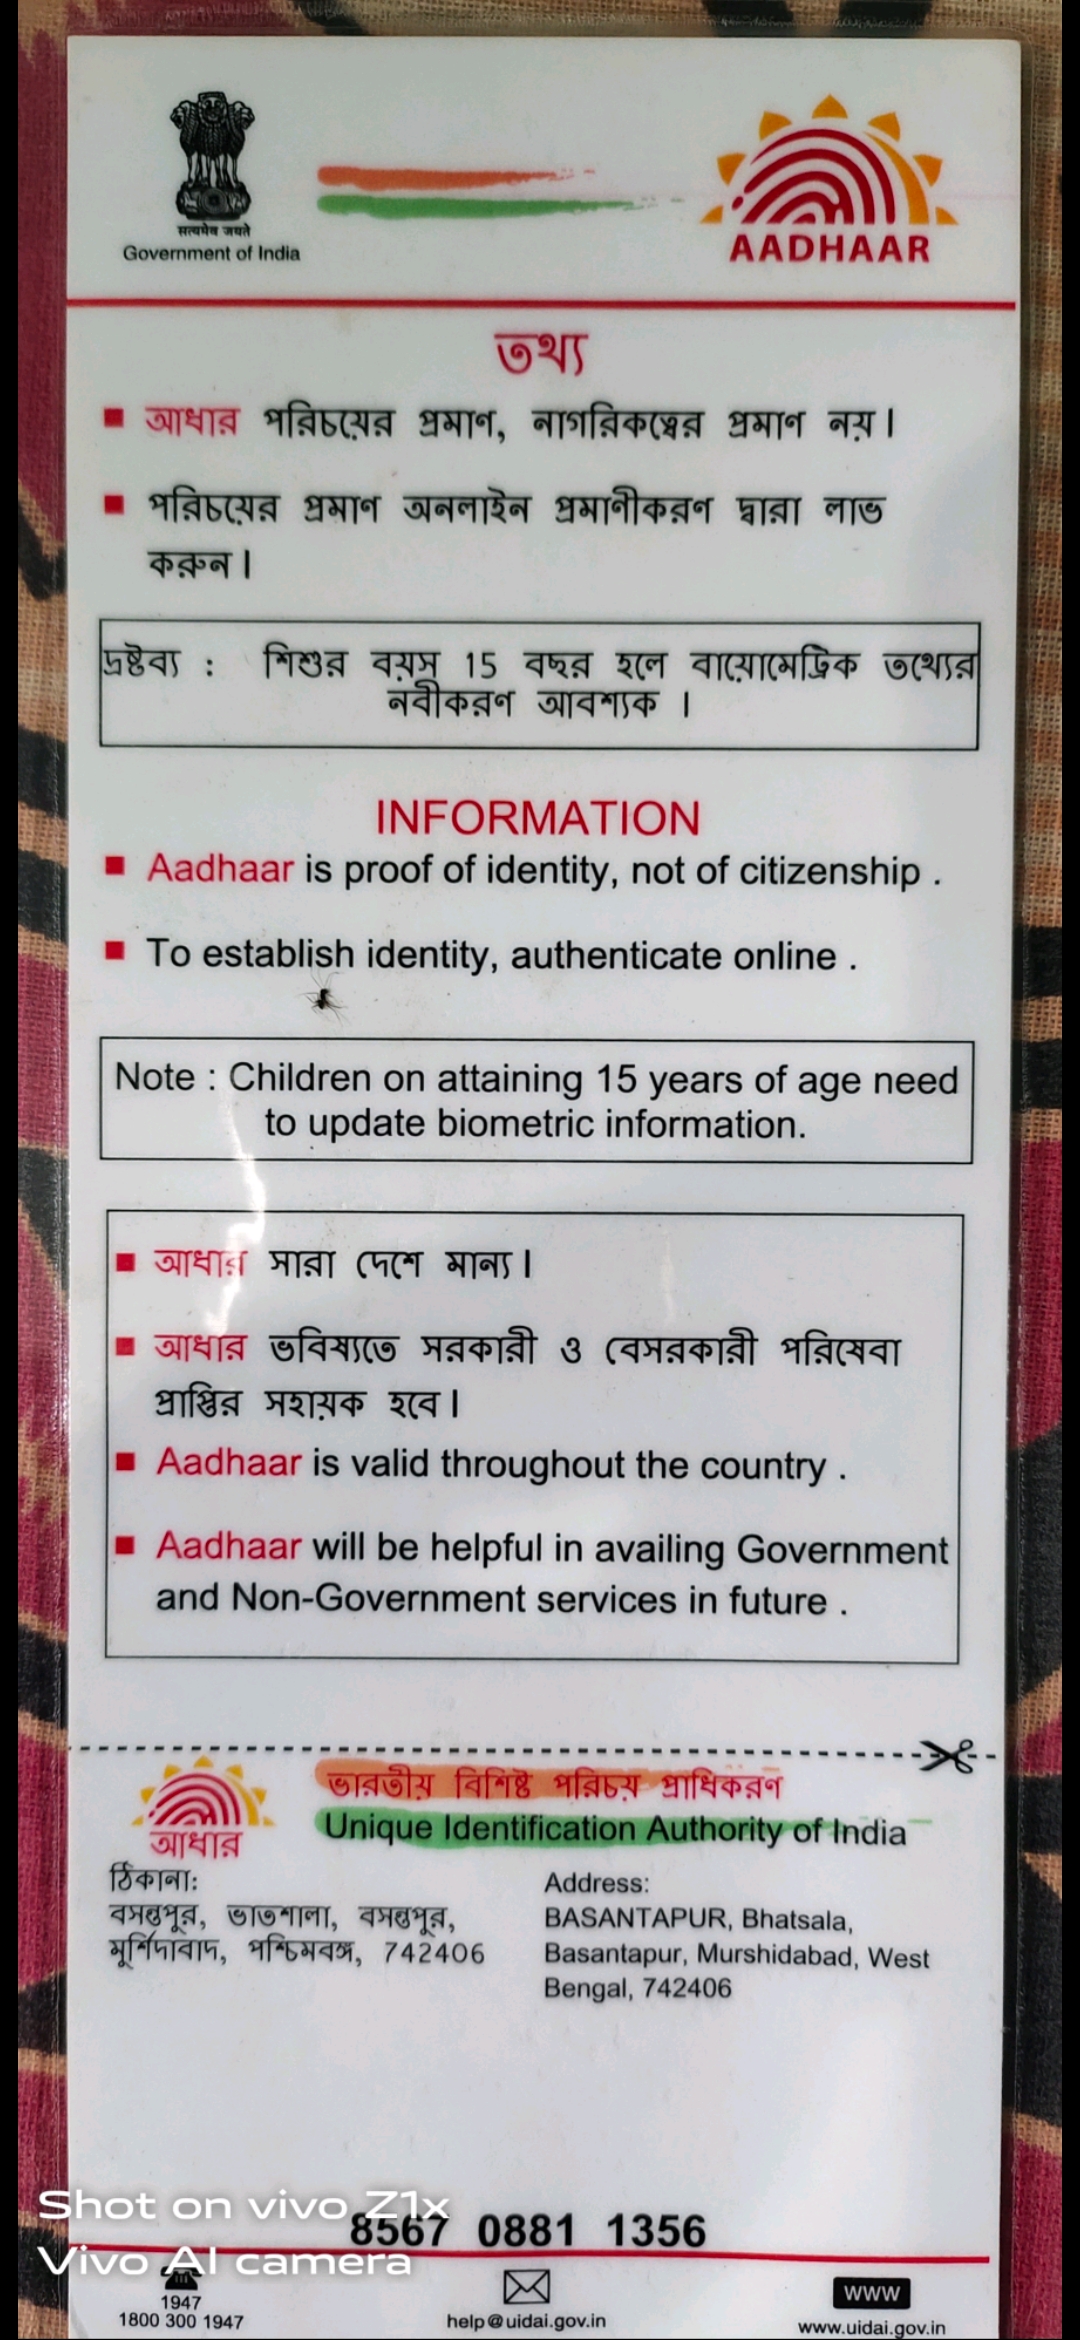 सत्यमेव जयते
Government of India
AADHAAR
তথ্য
আধার পরিচয়ের প্রমাণ, নাগরিকত্বের প্রমাণ নয়।
পরিচয়ের প্রমাণ অনলাইন প্রমাণীকরণ দ্বারা লাভ
করুন।
দ্রষ্টব্য : শিশুর বয়স 15 বছর হলে বায়োমেট্রিক তথ্যের
নবীকরণ আবশ্যক ।
INFORMATION
Aadhaar is proof of identity, not of citizenship .
To establish identity, authenticate online .
Note : Children on attaining 15 years of age need
to update biometric information.
আধার সারা দেশে মান্য।
আধার ভবিষ্যতে সরকারী ও বেসরকারী পরিষেবা
প্রাপ্তির সহায়ক হবে।
Aadhaar is valid throughout the country .
Aadhaar will be helpful in availing Government
and Non-Government services in future .
ভারতীয় বিশিষ্ট পরিচয় প্রাধিকরণ
Unique Identification Authority of India
আধার
ঠিকানা:
বসন্তপুর, ভাতশালা, বসন্তপুর,
মুর্শিদাবাদ, পশ্চিমবঙ্গ, 742406
Address:
BASANTAPUR, Bhatsala,
Basantapur, Murshidabad, West
Bengal, 742406
Shot on vivo Z1x
8567 0881 1356
Vivo AI camera
1947
1800 300 1947
help@uidai.gov.in
www
www.uidai.gov.in